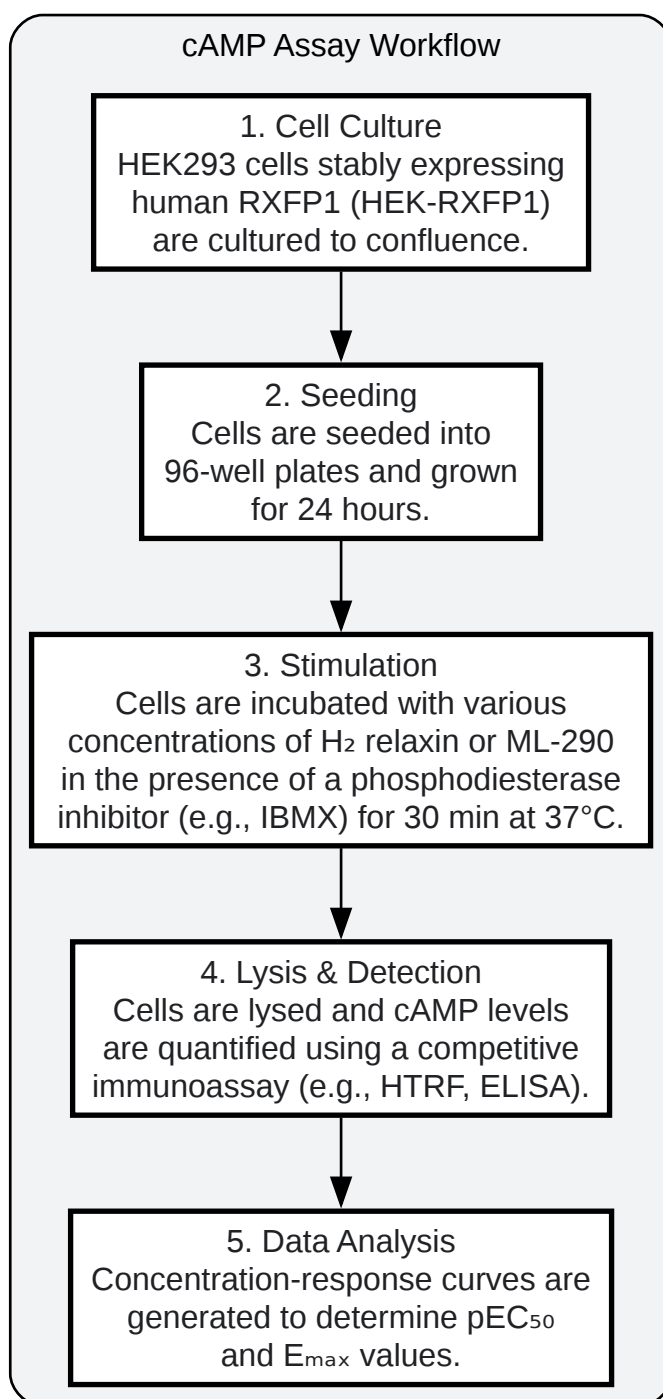 cAMP Assay Workflow
1. Cell Culture
HEK293 cells stably expressing
human RXFP1 (HEK-RXFP1)
are cultured to confluence.
2. Seeding
Cells are seeded into
96-well plates and grown
for 24 hours.
3. Stimulation
Cells are incubated with various
concentrations of H₂ relaxin or ML-290
in the presence of a phosphodiesterase
inhibitor (e.g., IBMX) for 30 min at 37°C.
4. Lysis & Detection
Cells are lysed and cAMP levels
are quantified using a competitive
immunoassay (e.g., HTRF, ELISA).
5. Data Analysis
Concentration-response curves are
generated to determine pEC₅₀
and Eₘₐₓ values.